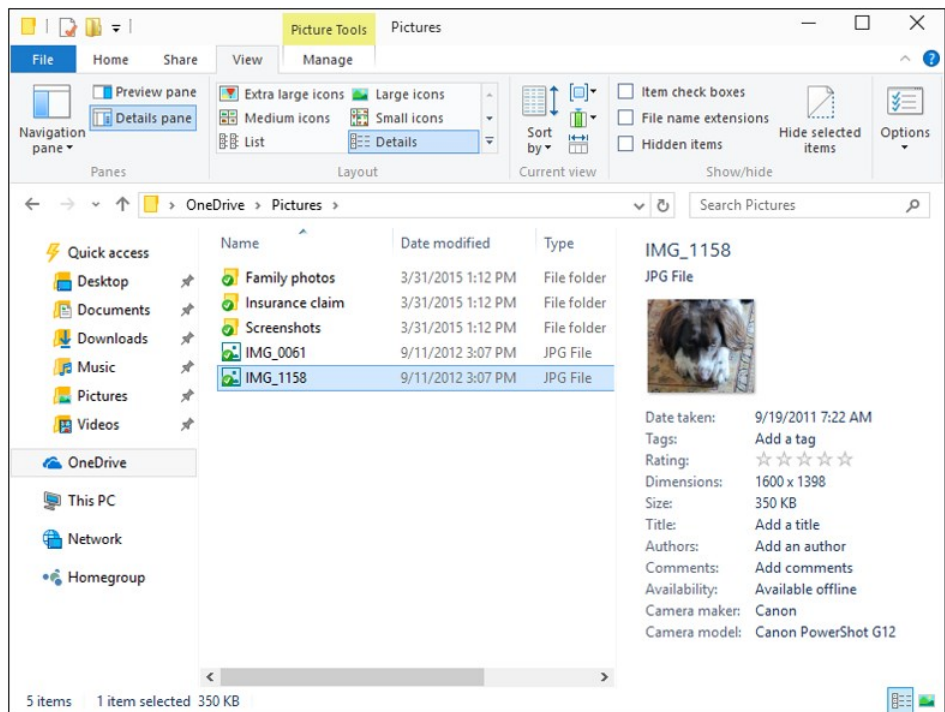 Picture Tools Pictures
File Home Share View Manage
Preview pane
Details pane
Navigation pane
Panes
Extra large icons Large icons
Medium icons Small icons
List Details
Layout
Sort by
Current view
Item check boxes
File name extensions
Hidden items
Hide selected items
Show/hide
Options
OneDrive Pictures
Search Pictures
Quick access
Desktop
Documents
Downloads
Music
Pictures
Videos
OneDrive
This PC
Network
Homegroup
Name Date modified Type
Family photos 3/31/2015 1:12 PM File folder
Insurance claim 3/31/2015 1:12 PM File folder
Screenshots 3/31/2015 1:12 PM File folder
IMG_0061 9/11/2012 3:07 PM JPG File
IMG_1158 9/11/2012 3:07 PM JPG File
IMG_1158
JPG File
Date taken: 9/19/2011 7:22 AM
Tags: Add a tag
Rating:
Dimensions: 1600 x 1398
Size: 350 KB
Title: Add a title
Authors: Add an author
Comments: Add comments
Availability: Available offline
Camera maker: Canon
Camera model: Canon PowerShot G12
5 items 1 item selected 350 KB